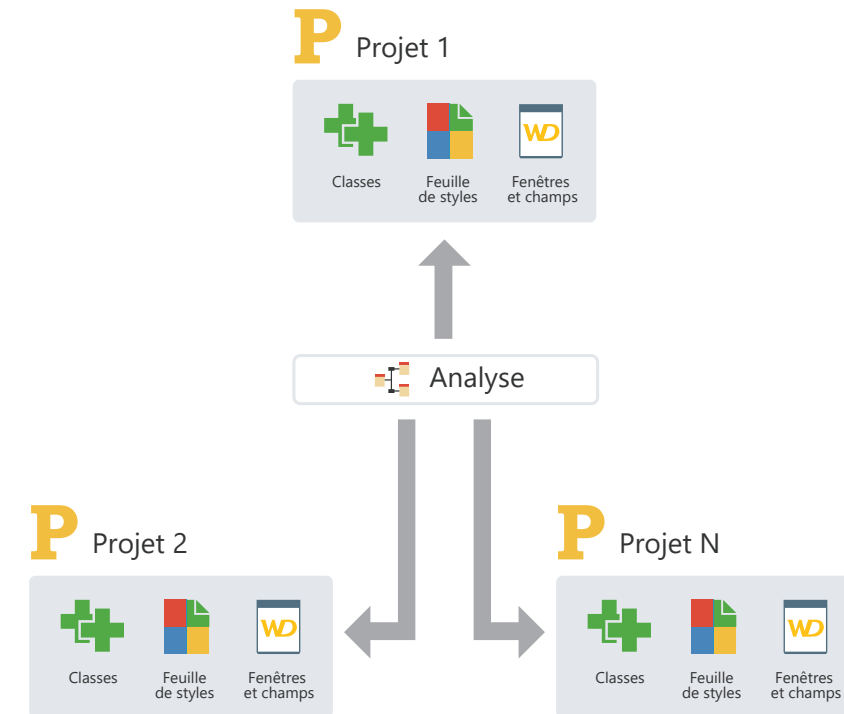 P Projet 1
WD
Classes
Feuille
de styles
Fenêtres
et champs
Analyse
P Projet 2
WD
Classes
Feuille
de styles
Fenêtres
et champs
P Projet N
WD
Classes
Feuille
de styles
Fenêtres
et champs